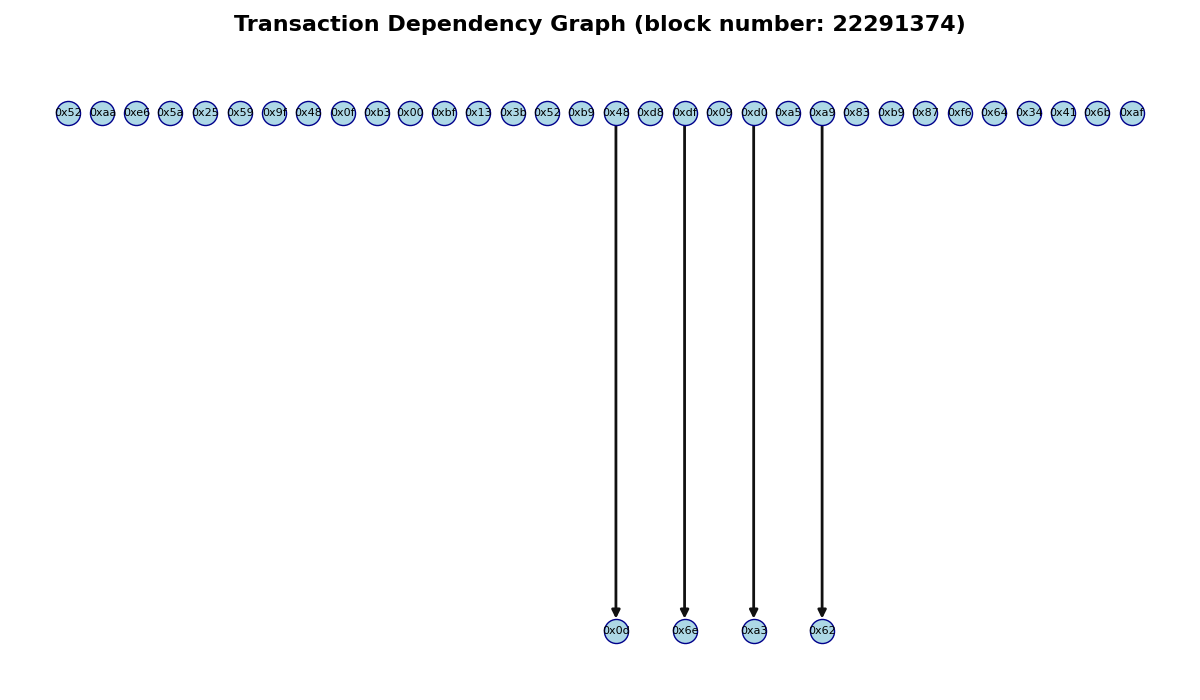 Transaction Dependency Graph (block number: 22291374)
0x52 0xaa 0xe6 0x5a 0x25 0x59 0x9f 0x48 0x0f 0xb3 0x00 0xbf 0x13 0x3b 0x52 0xb9 0x48 0xd8 0xdf 0x09 0xd0 0xa5 0xa9 0x83 0xb9 0x87 0xf6 0x64 0x34 0x41 0x6b 0xaf
0x0d 0x6e 0xa3 0x62